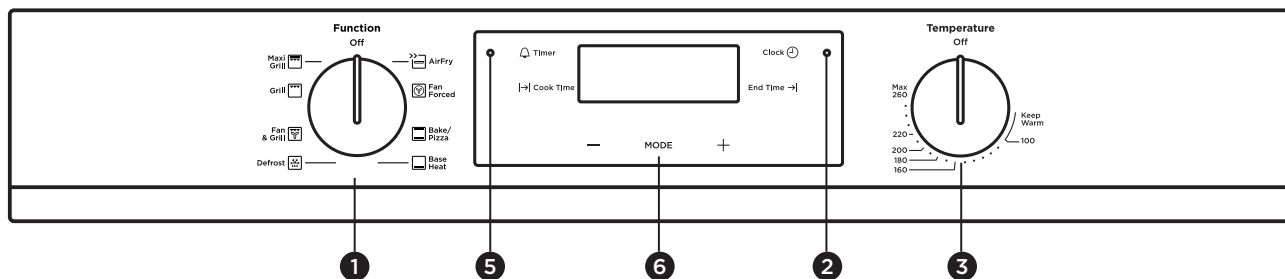 Function
Off
Maxi
Grill
AirFry
Grill
Fan
Forced
Fan
& Grill
Bake/
Pizza
Defrost
Base
Heat
Timer
Clock
Cook Time
End Time
MODE
Temperature
Off
Max
260
220
200
180
160
Keep
Warm
100
1
5
6
2
3